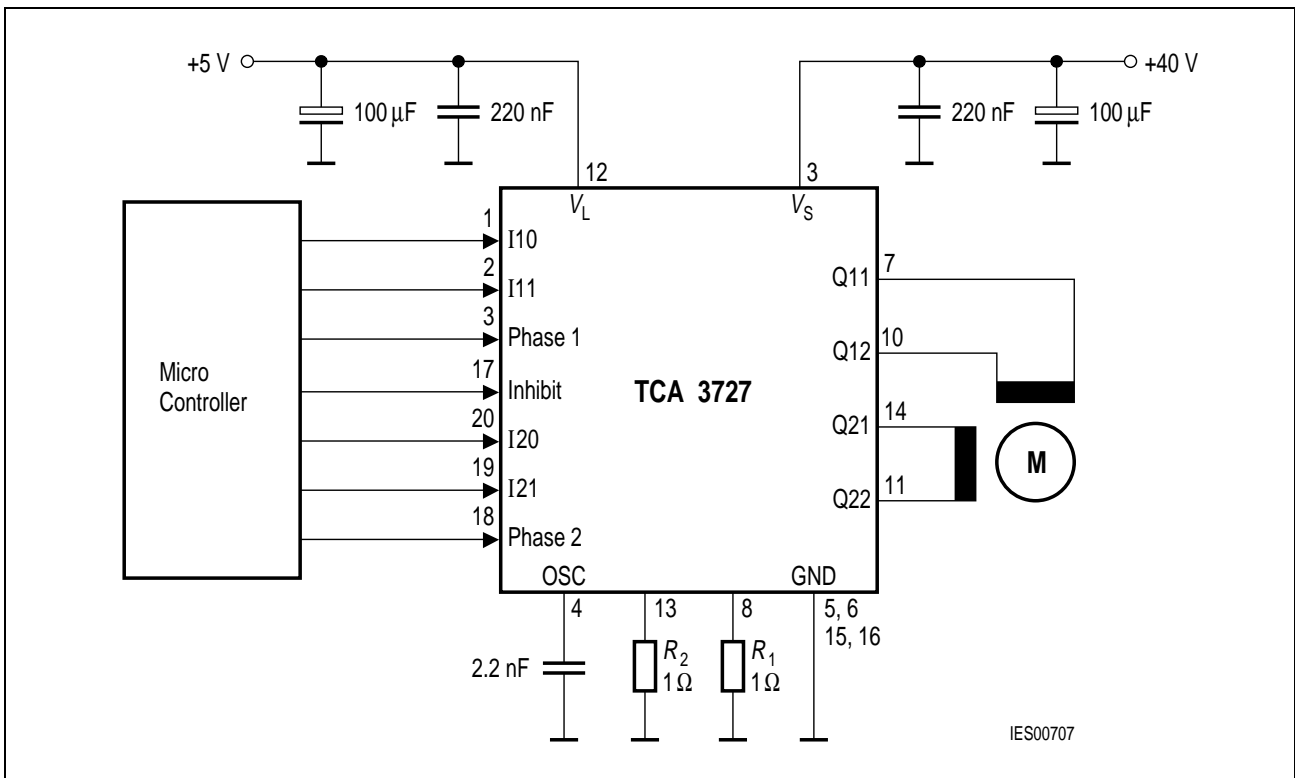 +5 V
+40 V
100 µF
220 nF
220 nF
100 µF
12
3
V_L
V_S
1
I10
2
I11
3
Phase 1
17
Inhibit
20
I20
19
I21
18
Phase 2
Micro
Controller
TCA 3727
Q11
7
Q12
10
Q21
14
Q22
11
M
OSC
GND
4
13
8
5, 6
15, 16
2.2 nF
R_2
1 Ω
R_1
1 Ω
IES00707